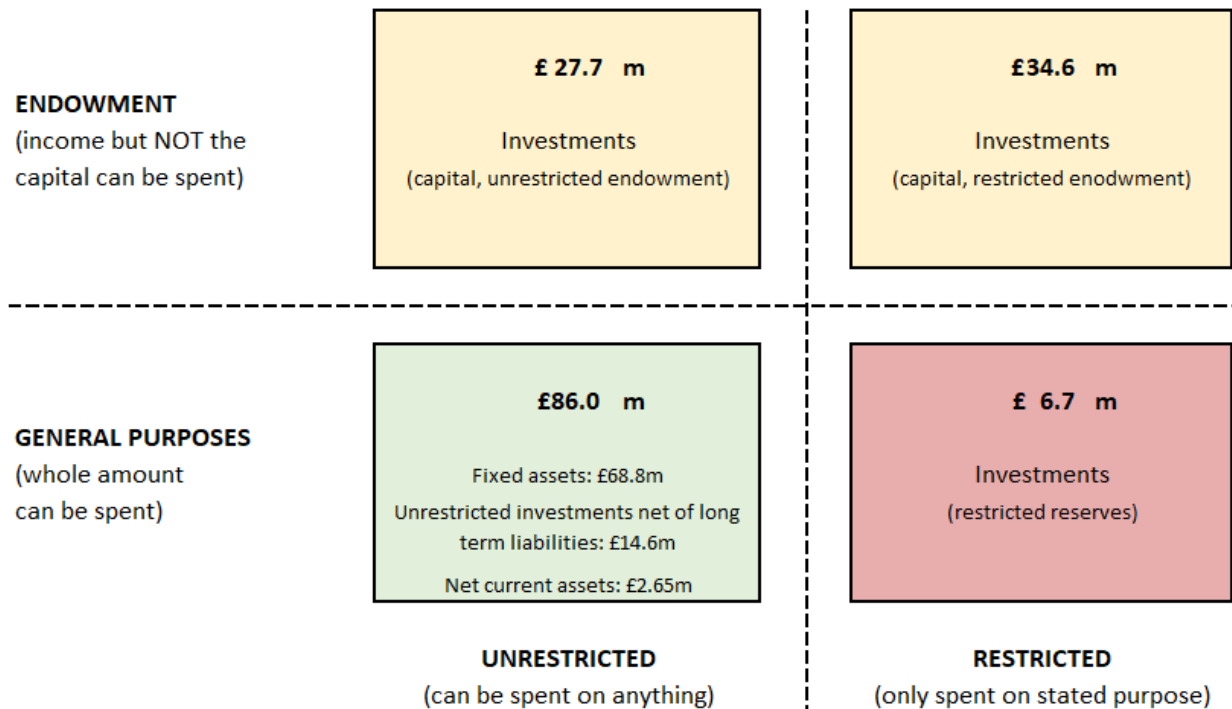 £ 27.7 m
£34.6 m
ENDOWMENT
(income but NOT the
capital can be spent)
Investments
(capital, unrestricted endowment)
Investments
(capital, restricted enodwment)
£86.0 m
£ 6.7 m
GENERAL PURPOSES
(whole amount
can be spent)
Fixed assets: £68.8m
Unrestricted investments net of long
term liabilities: £14.6m
Net current assets: £2.65m
Investments
(restricted reserves)
UNRESTRICTED
(can be spent on anything)
RESTRICTED
(only spent on stated purpose)